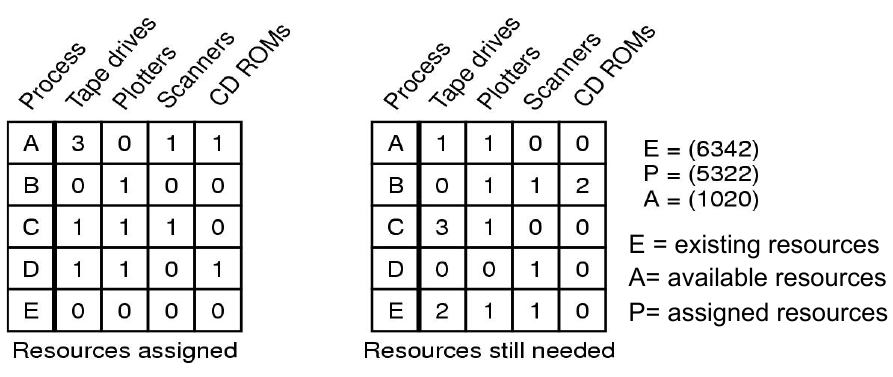 Process Tape drives Plotters Scanners CD ROMs
A 3 0 1 1
B 0 1 0 0
C 1 1 1 0
D 1 1 0 1
E 0 0 0 0
Resources assigned
Process Tape drives Plotters Scanners CD ROMs
A 1 1 0 0
B 0 1 1 2
C 3 1 0 0
D 0 0 1 0
E 2 1 1 0
Resources still needed
E = (6342)
P = (5322)
A = (1020)
E = existing resources
A= available resources
P= assigned resources